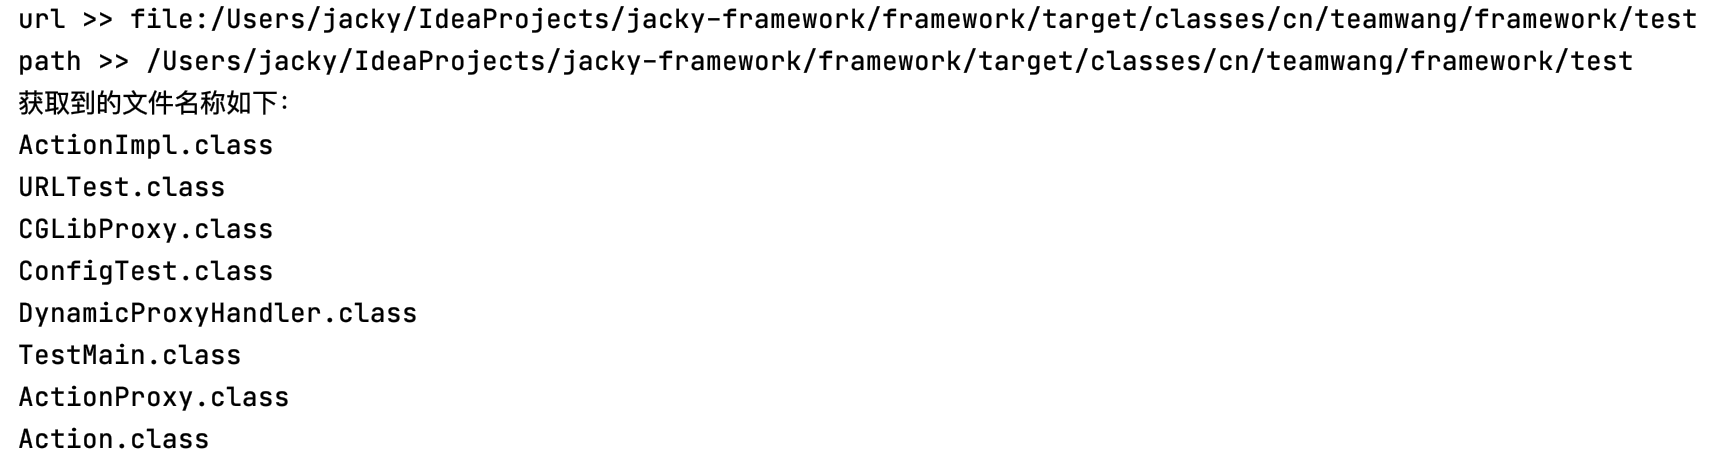 url >> file:/Users/jacky/IdeaProjects/jacky-framework/framework/target/classes/cn/teamwang/framework/test
path >> /Users/jacky/IdeaProjects/jacky-framework/framework/target/classes/cn/teamwang/framework/test
获取到的文件名称如下:
ActionImpl.class
URLTest.class
CGLibProxy.class
ConfigTest.class
DynamicProxyHandler.class
TestMain.class
ActionProxy.class
Action.class